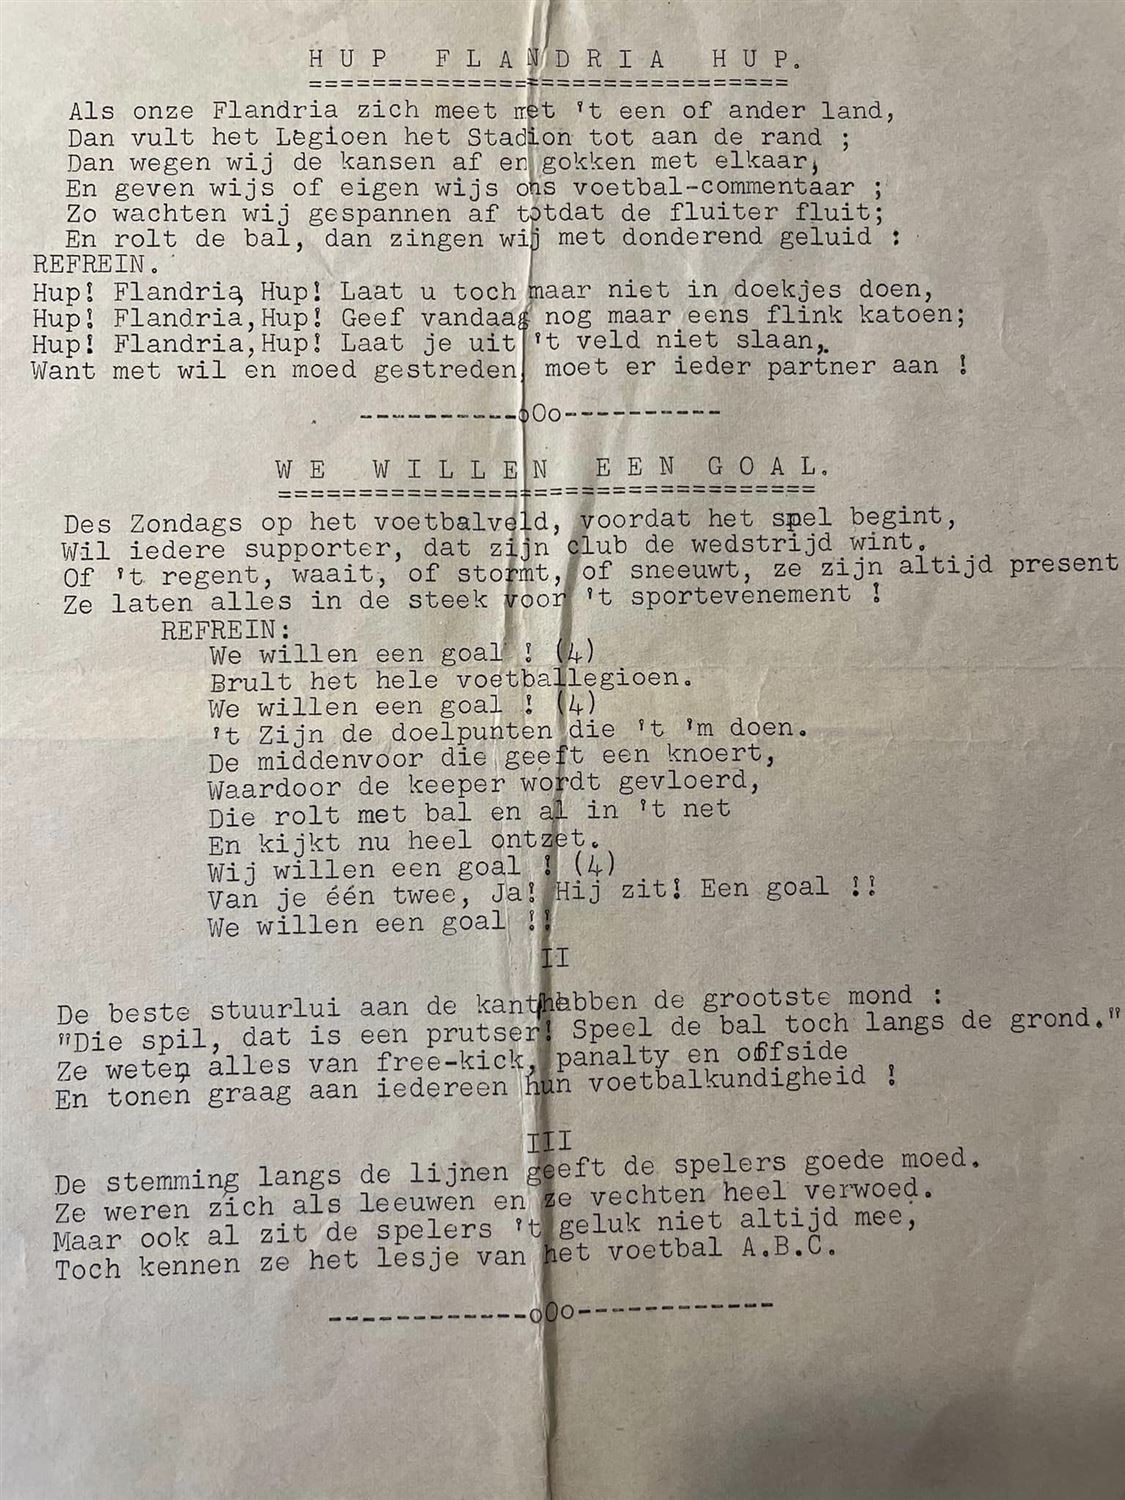 HUP FLANDRIA HUP.
==============================
Als onze Flandria zich meet met 't een of ander land,
Dan vult het Legioen het Stadion tot aan de rand ;
Dan wegen wij de kansen af en gokken met elkaar,
En geven wijs of eigen wijs ons voetbal-commentaar ;
Zo wachten wij gespannen af totdat de fluiter fluit;
En rolt de bal, dan zingen wij met donderend geluid :
REFREIN.
Hup! Flandria, Hup! Laat u toch maar niet in doekjes doen,
Hup! Flandria, Hup! Geef vandaag nog maar eens flink katoen;
Hup! Flandria, Hup! Laat je uit 't veld niet slaan,.
Want met wil en moed gestreden, moet er ieder partner aan !
----------oOo----------
WE WILLEN EEN GOAL.
==================================
Des Zondags op het voetbalveld, voordat het spel begint,
Wil iedere supporter, dat zijn club de wedstrijd wint.
Of 't regent, waait, of stormt, of sneeuwt, ze zijn altijd present
Ze laten alles in de steek voor 't sportevenement !
REFREIN:
We willen een goal ! (4)
Brult het hele voetballegioen.
We willen een goal ! (4)
't Zijn de doelpunten die 't 'm doen.
De middenvoor die geeft een knoert,
Waardoor de keeper wordt gevloerd,
Die rolt met bal en al in 't net
En kijkt nu heel ontzet.
Wij willen een goal ! (4)
Van je één twee, Ja! Hij zit! Een goal !!
We willen een goal !!
II
De beste stuurlui aan de kant hebben de grootste mond :
"Die spil, dat is een prutser! Speel de bal toch langs de grond."
Ze weten alles van free-kick, panalty en offside
En tonen graag aan iedereen hun voetbalkundigheid !
III
De stemming langs de lijnen geeft de spelers goede moed.
Ze weren zich als leeuwen en ze vechten heel verwoed.
Maar ook al zit de spelers 't geluk niet altijd mee,
Toch kennen ze het lesje van het voetbal A.B.C.
------------oOo------------